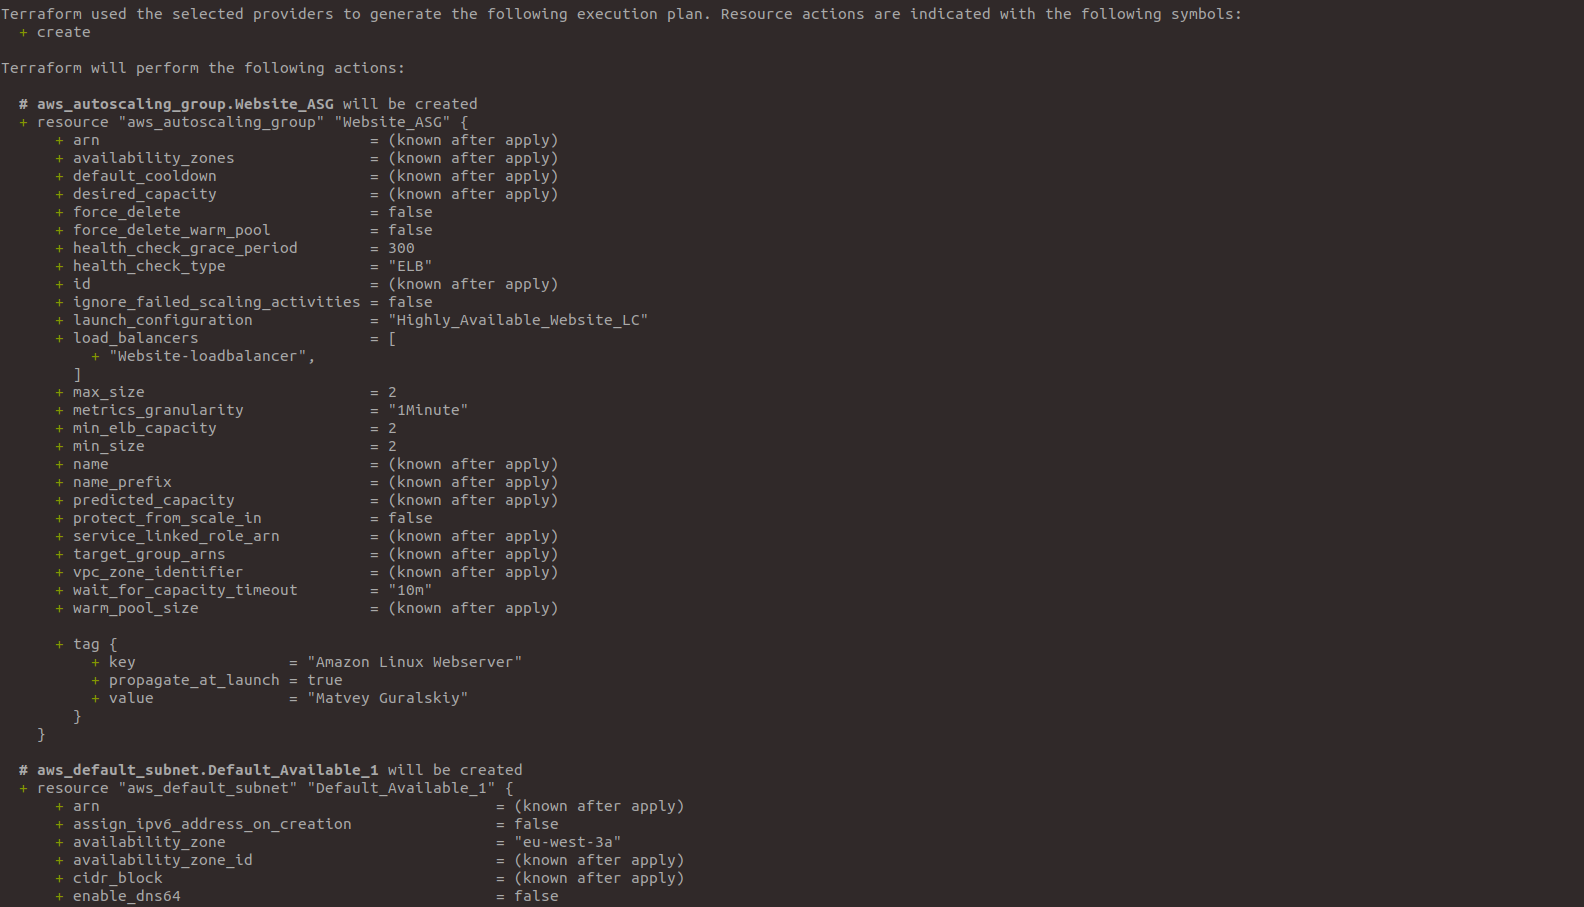 Terraform used the selected providers to generate the following execution plan. Resource actions are indicated with the following symbols:
  + create

Terraform will perform the following actions:

  # aws_autoscaling_group.Website_ASG will be created
  + resource "aws_autoscaling_group" "Website_ASG" {
      + arn                              = (known after apply)
      + availability_zones               = (known after apply)
      + default_cooldown                 = (known after apply)
      + desired_capacity                 = (known after apply)
      + force_delete                     = false
      + force_delete_warm_pool           = false
      + health_check_grace_period        = 300
      + health_check_type                = "ELB"
      + id                               = (known after apply)
      + ignore_failed_scaling_activities = false
      + launch_configuration             = "Highly_Available_Website_LC"
      + load_balancers                   = [
          + "Website-loadbalancer",
        ]
      + max_size                         = 2
      + metrics_granularity              = "1Minute"
      + min_elb_capacity                 = 2
      + min_size                         = 2
      + name                             = (known after apply)
      + name_prefix                      = (known after apply)
      + predicted_capacity               = (known after apply)
      + protect_from_scale_in            = false
      + service_linked_role_arn          = (known after apply)
      + target_group_arns                = (known after apply)
      + vpc_zone_identifier              = (known after apply)
      + wait_for_capacity_timeout        = "10m"
      + warm_pool_size                   = (known after apply)

      + tag {
          + key                 = "Amazon Linux Webserver"
          + propagate_at_launch = true
          + value               = "Matvey Guralskiy"
        }
    }

  # aws_default_subnet.Default_Available_1 will be created
  + resource "aws_default_subnet" "Default_Available_1" {
      + arn                                            = (known after apply)
      + assign_ipv6_address_on_creation                = false
      + availability_zone                              = "eu-west-3a"
      + availability_zone_id                           = (known after apply)
      + cidr_block                                     = (known after apply)
      + enable_dns64                                   = false